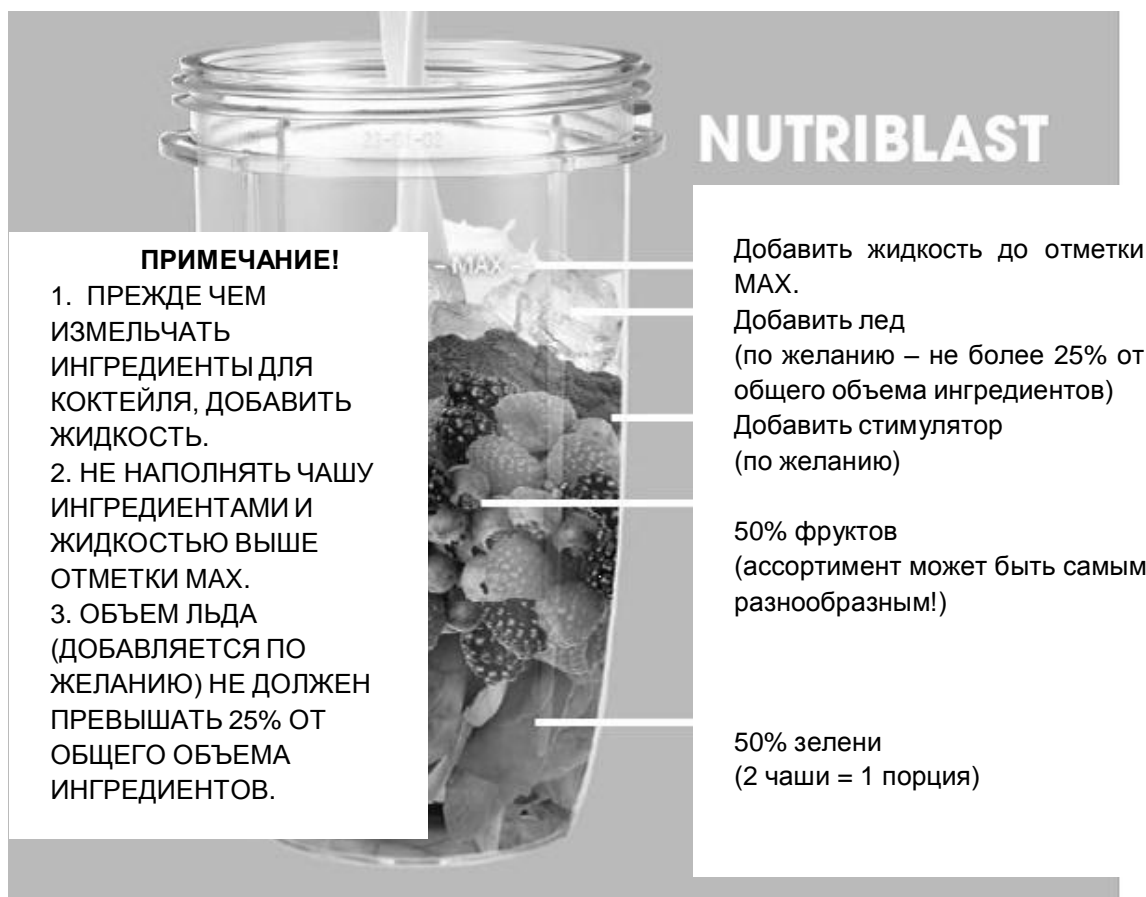 NUTRIBLAST
ПРИМЕЧАНИЕ!
1. ПРЕЖДЕ ЧЕМ
ИЗМЕЛЬЧАТЬ
ИНГРЕДИЕНТЫ ДЛЯ
КОКТЕЙЛЯ, ДОБАВИТЬ
ЖИДКОСТЬ.
2. НЕ НАПОЛНЯТЬ ЧАШУ
ИНГРЕДИЕНТАМИ И
ЖИДКОСТЬЮ ВЫШЕ
ОТМЕТКИ MAX.
3. ОБЪЕМ ЛЬДА
(ДОБАВЛЯЕТСЯ ПО
ЖЕЛАНИЮ) НЕ ДОЛЖЕН
ПРЕВЫШАТЬ 25% ОТ
ОБЩЕГО ОБЪЕМА
ИНГРЕДИЕНТОВ.
– MAX –
Добавить жидкость до отметки
MAX.
Добавить лед
(по желанию – не более 25% от
общего объема ингредиентов)
Добавить стимулятор
(по желанию)
50% фруктов
(ассортимент может быть самым
разнообразным!)
50% зелени
(2 чаши = 1 порция)